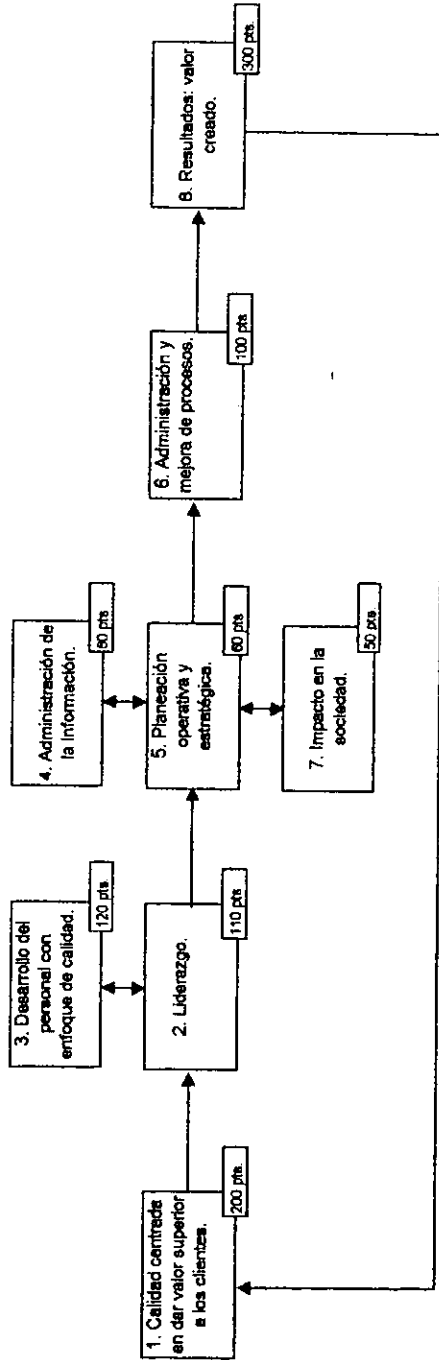 1. Calidad centrada
en dar valor superior
a los clientes.
200 pts.
2. Liderazgo.
110 pts.
3. Desarrollo del
personal con
enfoque de calidad.
120 pts.
4. Administración de
la Información.
60 pts.
5. Planeación
operativa y
estratégica.
60 pts
7. Impacto en la
sociedad.
50 pts.
6. Administración y
mejora de procesos.
100 pts.
8. Resultados: valor
creado.
300 pts.